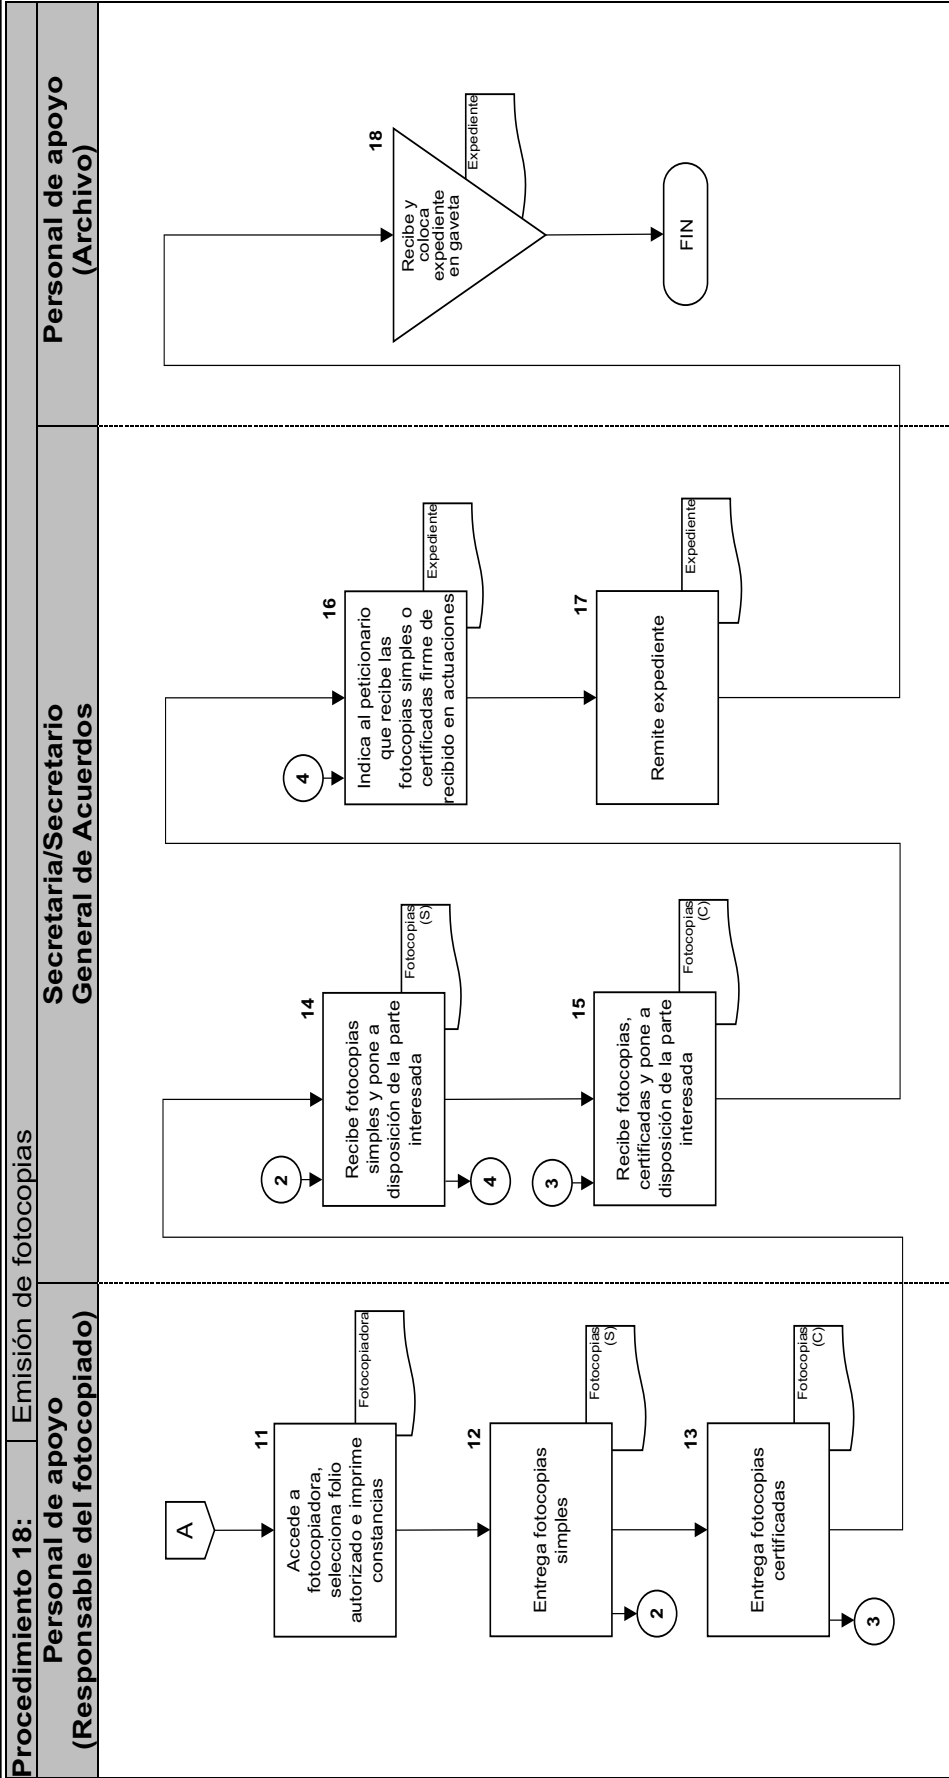 Procedimiento 18:
Emisión de fotocopias
Personal de apoyo
(Responsable del fotocopiado)
Secretaria/Secretario
General de Acuerdos
Personal de apoyo
(Archivo)
A
11
Accede a
fotocopiadora,
selecciona folio
autorizado e imprime
constancias
Fotocopiadora
12
Entrega fotocopias
simples
Fotocopias
(S)
2
13
Entrega fotocopias
certificadas
Fotocopias
(C)
3
2
14
Recibe fotocopias
simples y pone a
disposición de la parte
interesada
Fotocopias
(S)
4
3
15
Recibe fotocopias,
certificadas y pone a
disposición de la parte
interesada
Fotocopias
(C)
4
16
Indica al peticionario
que recibe las
fotocopias simples o
certificadas firme de
recibido en actuaciones
Expediente
17
Remite expediente
Expediente
18
Recibe y
coloca
expediente
en gaveta
Expediente
FIN